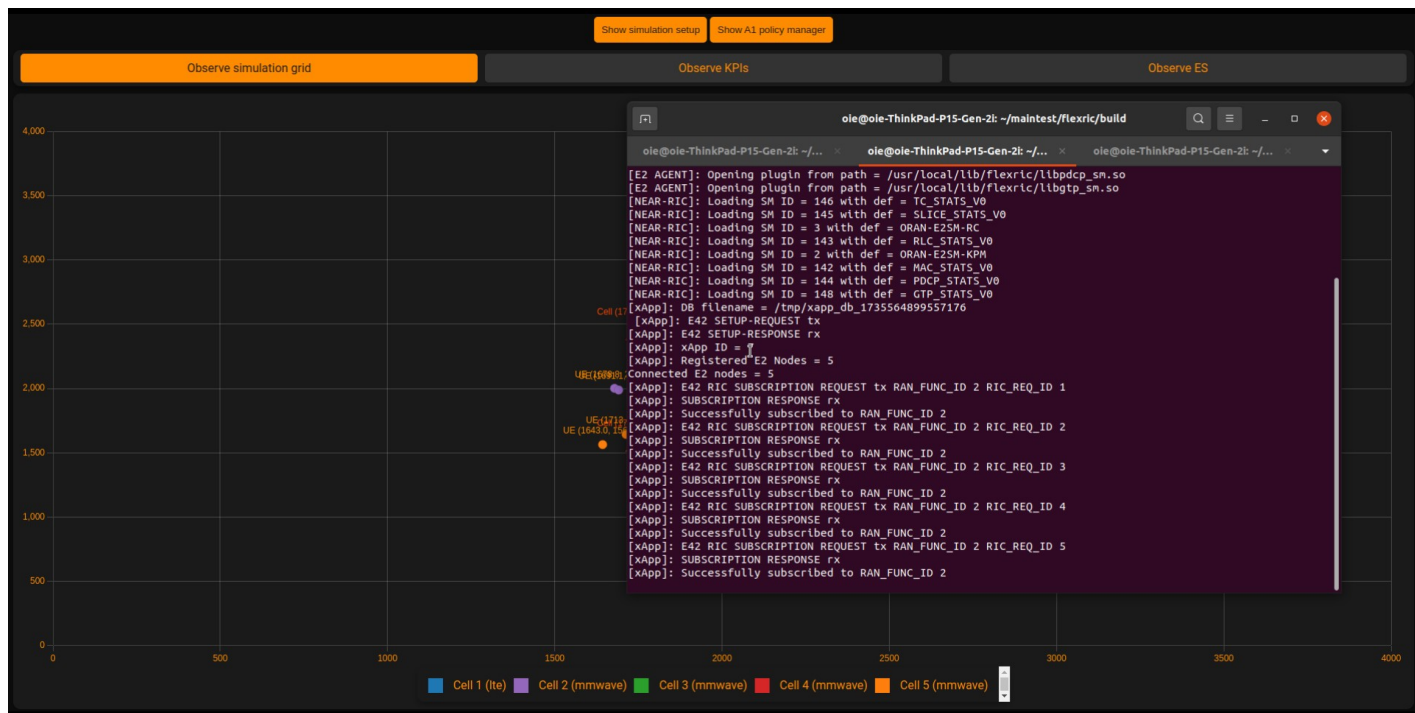 Show simulation setup
Show A1 policy manager
Observe simulation grid
Observe KPIs
Observe ES
4,000
3,500
3,000
2,500
2,000
1,500
1,000
500
0
0
500
1000
1500
2000
2500
3000
3500
4000
Cell (17
UE (1712
UE (1643.0, 15
oie@oie-ThinkPad-P15-Gen-2i: ~/maintest/flexric/build
oie@oie-ThinkPad-P15-Gen-2i: ~/...
oie@oie-ThinkPad-P15-Gen-2i: ~/...
oie@oie-ThinkPad-P15-Gen-2i: ~/...
[E2 AGENT]: Opening plugin from path = /usr/local/lib/flexric/libpdcp_sm.so
[E2 AGENT]: Opening plugin from path = /usr/local/lib/flexric/libgtp_sm.so
[NEAR-RIC]: Loading SM ID = 146 with def = TC_STATS_V0
[NEAR-RIC]: Loading SM ID = 145 with def = SLICE_STATS_V0
[NEAR-RIC]: Loading SM ID = 3 with def = ORAN-E2SM-RC
[NEAR-RIC]: Loading SM ID = 143 with def = RLC_STATS_V0
[NEAR-RIC]: Loading SM ID = 2 with def = ORAN-E2SM-KPM
[NEAR-RIC]: Loading SM ID = 142 with def = MAC_STATS_V0
[NEAR-RIC]: Loading SM ID = 144 with def = PDCP_STATS_V0
[NEAR-RIC]: Loading SM ID = 148 with def = GTP_STATS_V0
[xApp]: DB filename = /tmp/xapp_db_1735564899557176
[xApp]: E42 SETUP-REQUEST tx
[xApp]: E42 SETUP-RESPONSE rx
[xApp]: xApp ID =
[xApp]: Registered E2 Nodes = 5
Connected E2 nodes = 5
[xApp]: E42 RIC SUBSCRIPTION REQUEST tx RAN_FUNC_ID 2 RIC_REQ_ID 1
[xApp]: SUBSCRIPTION RESPONSE rx
[xApp]: Successfully subscribed to RAN_FUNC_ID 2
[xApp]: E42 RIC SUBSCRIPTION REQUEST tx RAN_FUNC_ID 2 RIC_REQ_ID 2
[xApp]: SUBSCRIPTION RESPONSE rx
[xApp]: Successfully subscribed to RAN_FUNC_ID 2
[xApp]: E42 RIC SUBSCRIPTION REQUEST tx RAN_FUNC_ID 2 RIC_REQ_ID 3
[xApp]: SUBSCRIPTION RESPONSE rx
[xApp]: Successfully subscribed to RAN_FUNC_ID 2
[xApp]: E42 RIC SUBSCRIPTION REQUEST tx RAN_FUNC_ID 2 RIC_REQ_ID 4
[xApp]: SUBSCRIPTION RESPONSE rx
[xApp]: Successfully subscribed to RAN_FUNC_ID 2
[xApp]: E42 RIC SUBSCRIPTION REQUEST tx RAN_FUNC_ID 2 RIC_REQ_ID 5
[xApp]: SUBSCRIPTION RESPONSE rx
[xApp]: Successfully subscribed to RAN_FUNC_ID 2
Cell 1 (lte)
Cell 2 (mmwave)
Cell 3 (mmwave)
Cell 4 (mmwave)
Cell 5 (mmwave)